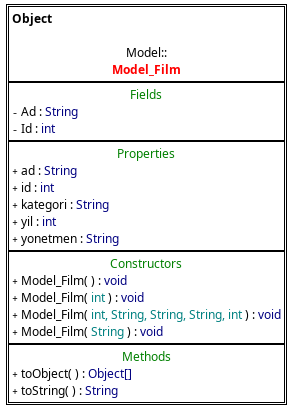 Object
Model::
Model_Film
Fields
- Ad : String
- Id : int
Properties
+ ad : String
+ id : int
+ kategori : String
+ yil : int
+ yonetmen : String
Constructors
+ Model_Film( ) : void
+ Model_Film( int ) : void
+ Model_Film( int, String, String, String, int ) : void
+ Model_Film( String ) : void
Methods
+ toObject( ) : Object[]
+ toString( ) : String